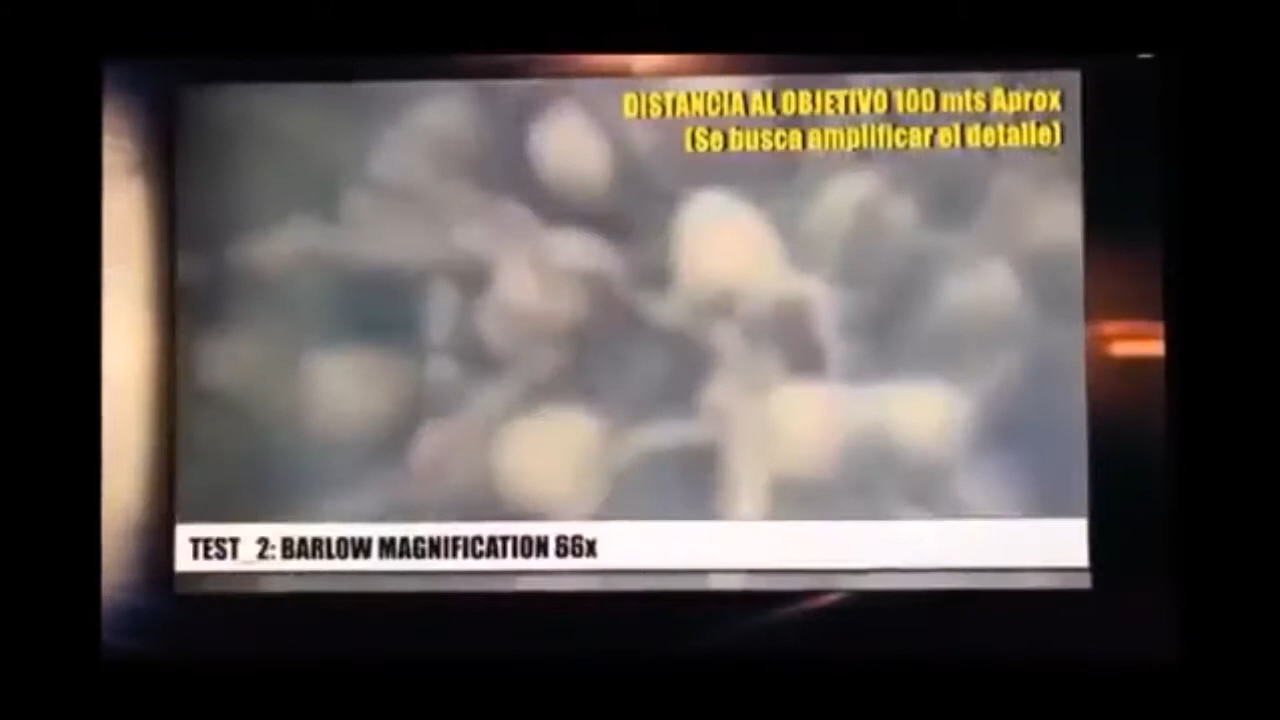 DISTANCIA AL OBJETIVO 100 mts Aprox
(Se busca amplificar el detalle)
TEST_2: BARLOW MAGNIFICATION 66x